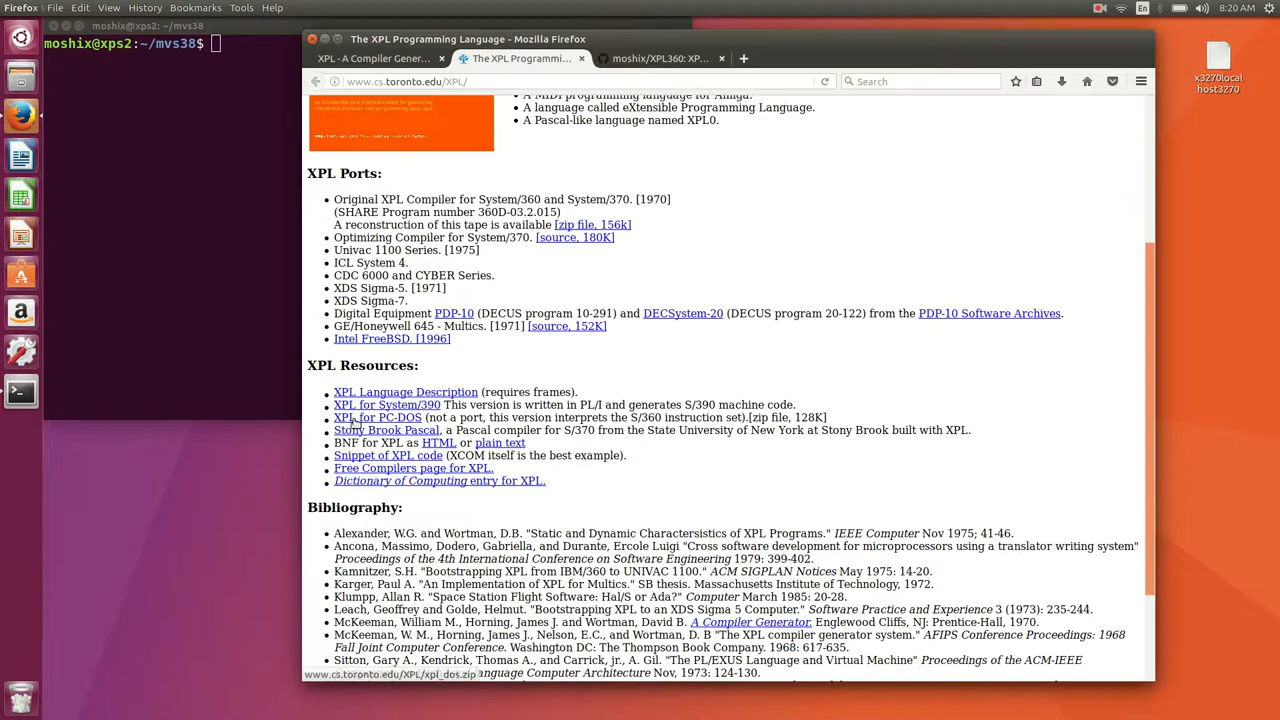 Firefox File Edit View History Bookmarks Tools Help En 8:20 AM
moshix@xps2: ~/mvs38
moshix@xps2:~/mvs38$
The XPL Programming Language - Mozilla Firefox
XPL - A Compiler Gener... × The XPL Programmi... × moshix/XPL360: XP... ×
www.cs.toronto.edu/XPL/ Search
x3270local
host3270
A MIDI programming language for Amiga.
A language called eXtensible Programming Language.
A Pascal-like language named XPL0.
XPL Ports:
Original XPL Compiler for System/360 and System/370. [1970]
(SHARE Program number 360D-03.2.015)
A reconstruction of this tape is available [zip file, 156k]
Optimizing Compiler for System/370. [source, 180K]
Univac 1100 Series. [1975]
ICL System 4.
CDC 6000 and CYBER Series.
XDS Sigma-5. [1971]
XDS Sigma-7.
Digital Equipment PDP-10 (DECUS program 10-291) and DECSystem-20 (DECUS program 20-122) from the PDP-10 Software Archives.
GE/Honeywell 645 - Multics. [1971] [source, 152K]
Intel FreeBSD. [1996]
XPL Resources:
XPL Language Description (requires frames).
XPL for System/390 This version is written in PL/I and generates S/390 machine code.
XPL for PC-DOS (not a port, this version interprets the S/360 instruction set).[zip file, 128K]
Stony Brook Pascal, a Pascal compiler for S/370 from the State University of New York at Stony Brook built with XPL.
BNF for XPL as HTML or plain text
Snippet of XPL code (XCOM itself is the best example).
Free Compilers page for XPL.
Dictionary of Computing entry for XPL.
Bibliography:
Alexander, W.G. and Wortman, D.B. "Static and Dynamic Charactersistics of XPL Programs." IEEE Computer Nov 1975; 41-46.
Ancona, Massimo, Dodero, Gabriella, and Durante, Ercole Luigi "Cross software development for microprocessors using a translator writing system"
Proceedings of the 4th International Conference on Software Engineering 1979: 399-402.
Kamnitzer, S.H. "Bootstrapping XPL from IBM/360 to UNIVAC 1100." ACM SIGPLAN Notices May 1975: 14-20.
Karger, Paul A. "An Implementation of XPL for Multics." SB thesis. Massachusetts Institute of Technology, 1972.
Klumpp, Allan R. "Space Station Flight Software: Hal/S or Ada?" Computer March 1985: 20-28.
Leach, Geoffrey and Golde, Helmut. "Bootstrapping XPL to an XDS Sigma 5 Computer." Software Practice and Experience 3 (1973): 235-244.
McKeeman, William M., Horning, James J. and Wortman, David B. A Compiler Generator. Englewood Cliffs, NJ: Prentice-Hall, 1970.
McKeeman, W. M., Horning, James J., Nelson, E.C., and Wortman, D. B "The XPL compiler generator system." AFIPS Conference Proceedings: 1968
Fall Joint Computer Conference. Washington DC: The Thompson Book Company. 1968: 617-635.
Sitton, Gary A., Kendrick, Thomas A., and Carrick, jr., A. Gil. "The PL/EXUS Language and Virtual Machine" Proceedings of the ACM-IEEE
www.cs.toronto.edu/XPL/xpl_dos.zip nguage Computer Architecture Nov, 1973: 124-130.